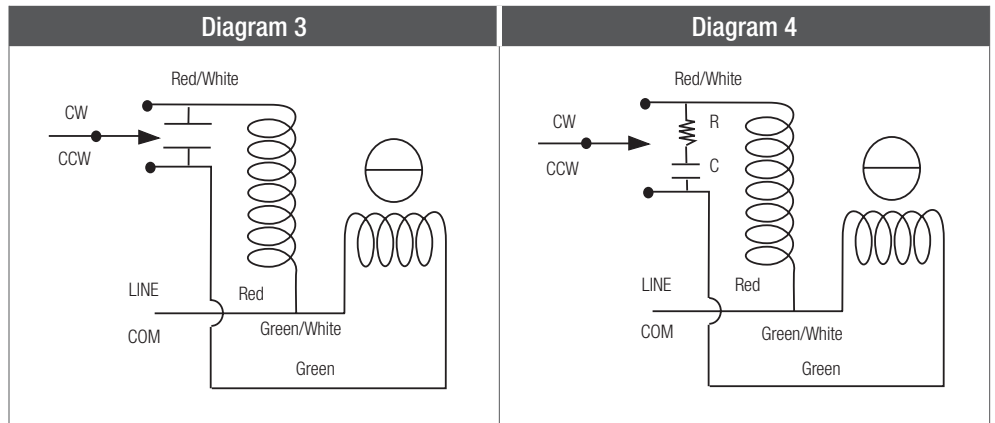 Diagram 3
Red/White
CW
CCW
LINE
Red
COM
Green/White
Green
Diagram 4
Red/White
CW
R
CCW
C
LINE
Red
COM
Green/White
Green